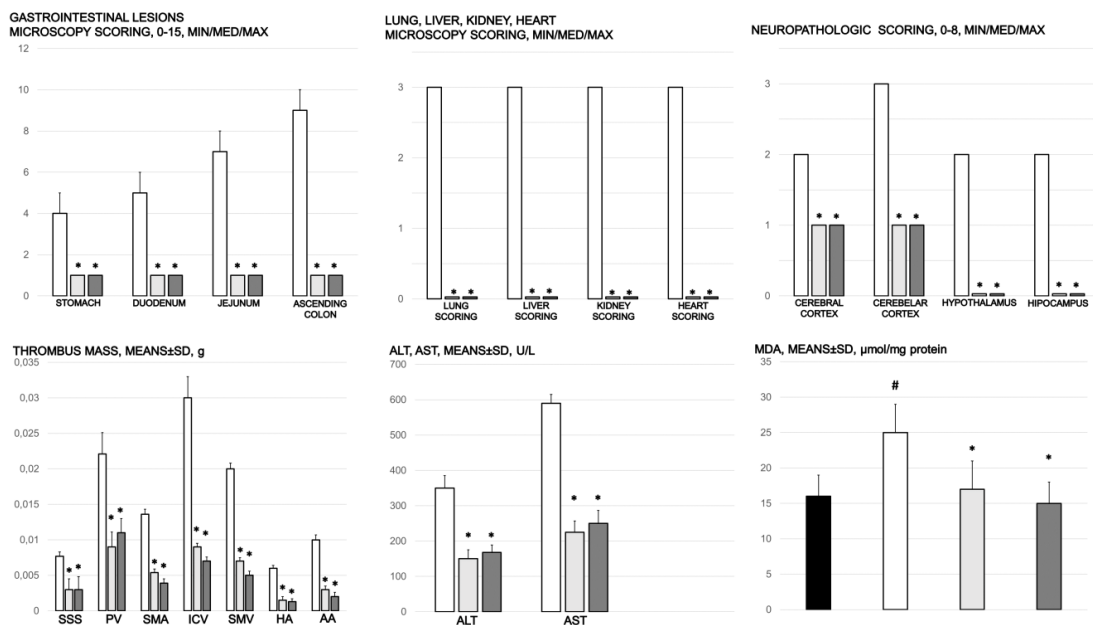 GASTROINTESTINAL LESIONS
MICROSCOPY SCORING, 0-15, MIN/MED/MAX
12
10
8
6
4
2
0
* *
* *
* *
* *
STOMACH
DUODENUM
JEJUNUM
ASCENDING
COLON
LUNG, LIVER, KIDNEY, HEART
MICROSCOPY SCORING, MIN/MED/MAX
3
2
1
0
* *
* *
* *
* *
LUNG
SCORING
LIVER
SCORING
KIDNEY
SCORING
HEART
SCORING
NEUROPATHOLOGIC SCORING, 0-8, MIN/MED/MAX
3
2
1
0
* *
* *
* *
* *
CEREBRAL
CORTEX
CEREBELAR
CORTEX
HYPOTHALAMUS
HIPOCAMPUS
THROMBUS MASS, MEANS±SD, g
0,035
0,03
0,025
0,02
0,015
0,01
0,005
0
* *
* *
* *
* *
* *
* *
* *
SSS
PV
SMA
ICV
SMV
HA
AA
ALT, AST, MEANS±SD, U/L
700
600
500
400
300
200
100
0
* *
* *
ALT
AST
MDA, MEANS±SD, µmol/mg protein
35
30
25
20
15
10
5
0
#
*
*